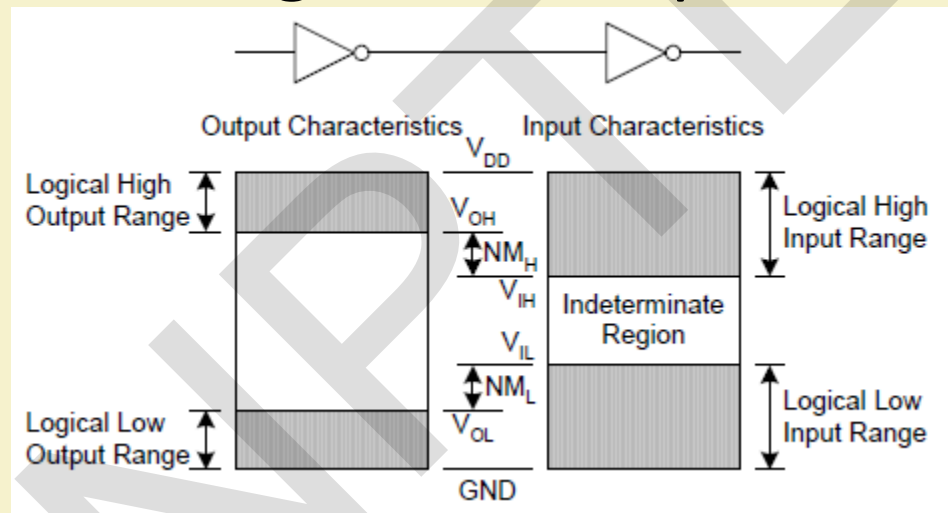 Output Characteristics
Input Characteristics
V_DD
Logical High
Output Range
V_OH
NM_H
V_IH
Logical High
Input Range
Indeterminate
Region
V_IL
NM_L
V_OL
Logical Low
Output Range
Logical Low
Input Range
GND
NPTEL